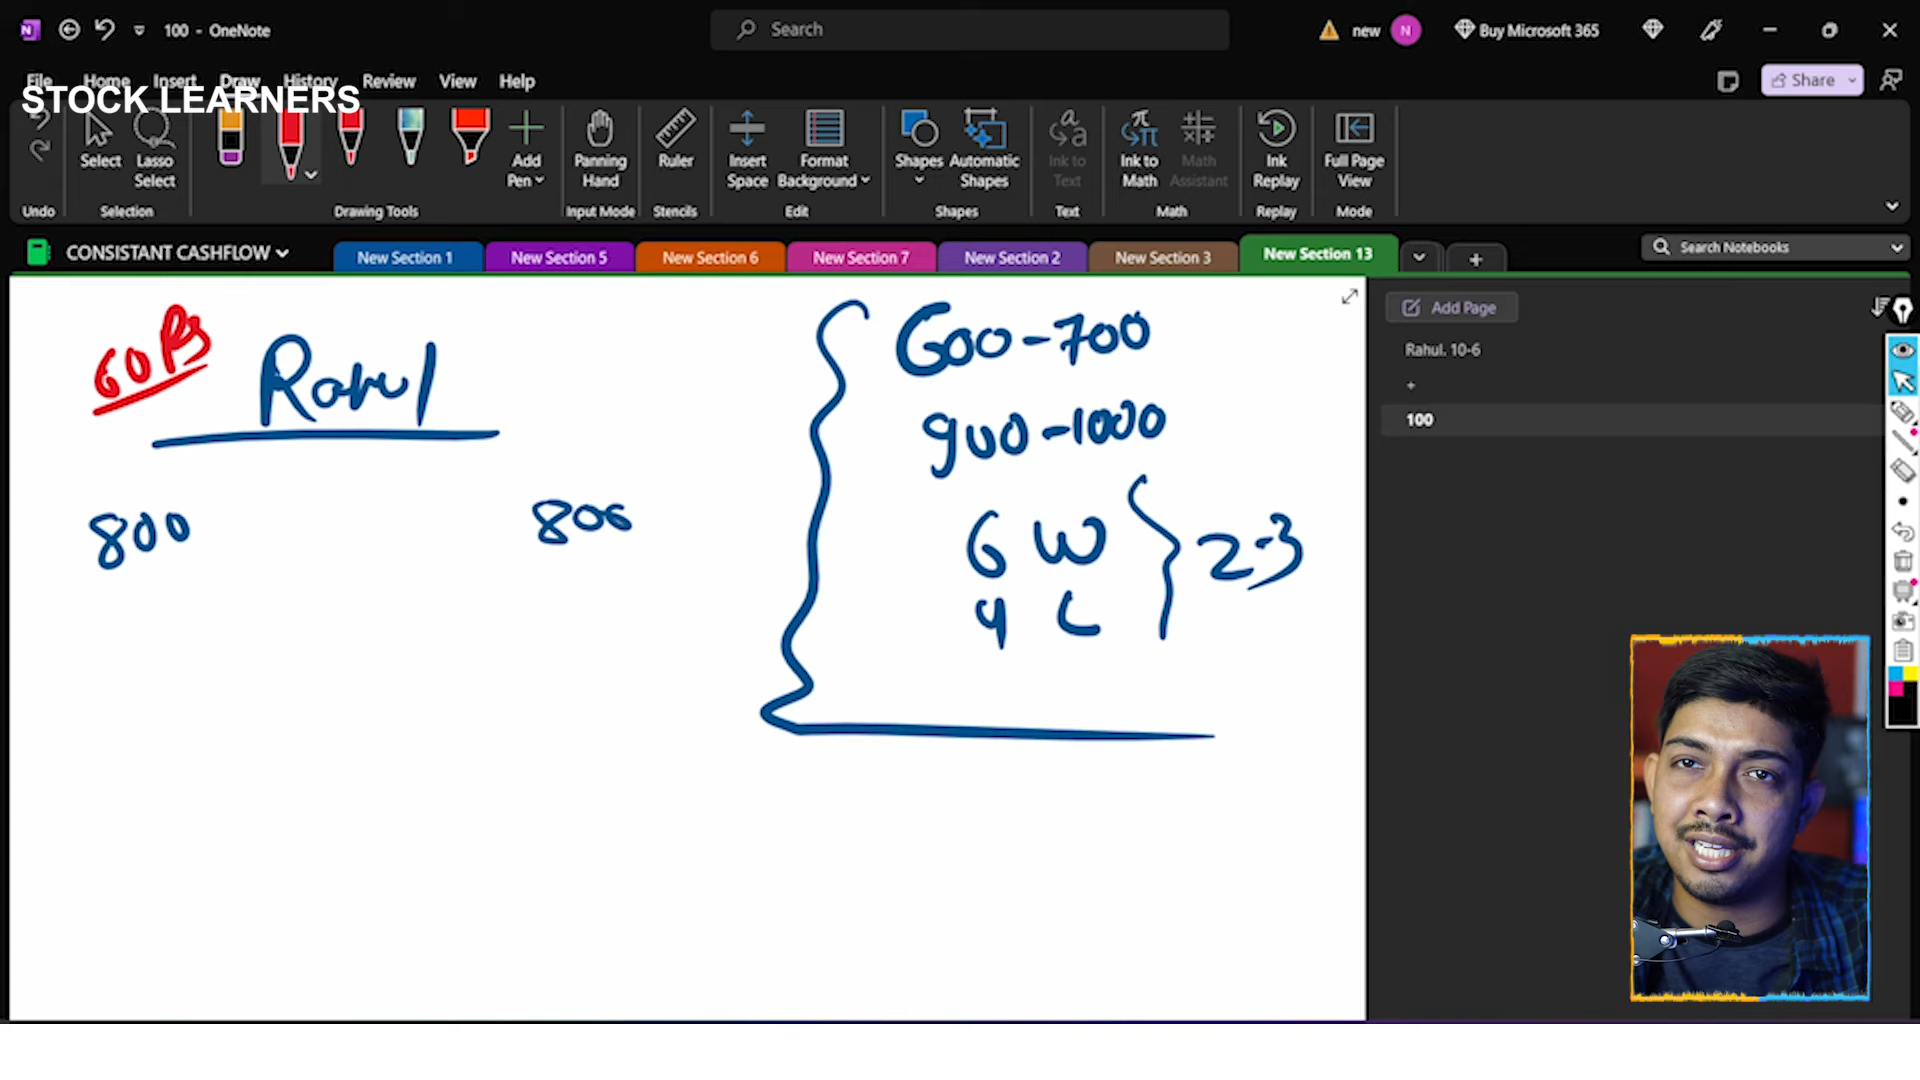 100 - OneNote
Search
new
N
Buy Microsoft 365
File Home Insert Draw History Review View Help
Share
STOCK LEARNERS
Select
Lasso Select
Add Pen
Panning Hand
Ruler
Insert Space
Format Background
Shapes
Automatic Shapes
Ink to Text
Ink to Math
Math Assistant
Ink Replay
Full Page View
Undo
Selection
Drawing Tools
Input Mode
Stencils
Edit
Shapes
Text
Math
Replay
Mode
CONSISTANT CASHFLOW
New Section 1
New Section 5
New Section 6
New Section 7
New Section 2
New Section 3
New Section 13
Search Notebooks
Add Page
Rahul. 10-6
+
100
Rahul
800
800
600-700
900-1000
6 W
4 L
2-3